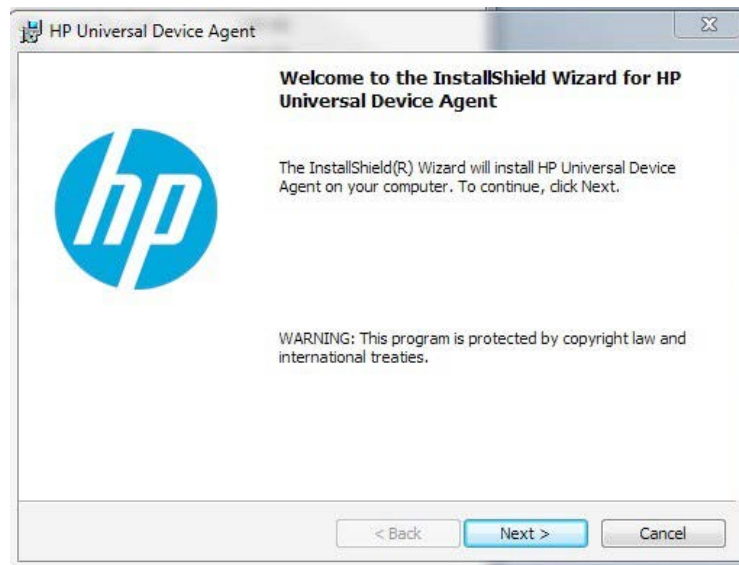 HP Universal Device Agent
Welcome to the InstallShield Wizard for HP
Universal Device Agent
hp
The InstallShield(R) Wizard will install HP Universal Device
Agent on your computer. To continue, click Next.
WARNING: This program is protected by copyright law and
international treaties.
< Back
Next >
Cancel